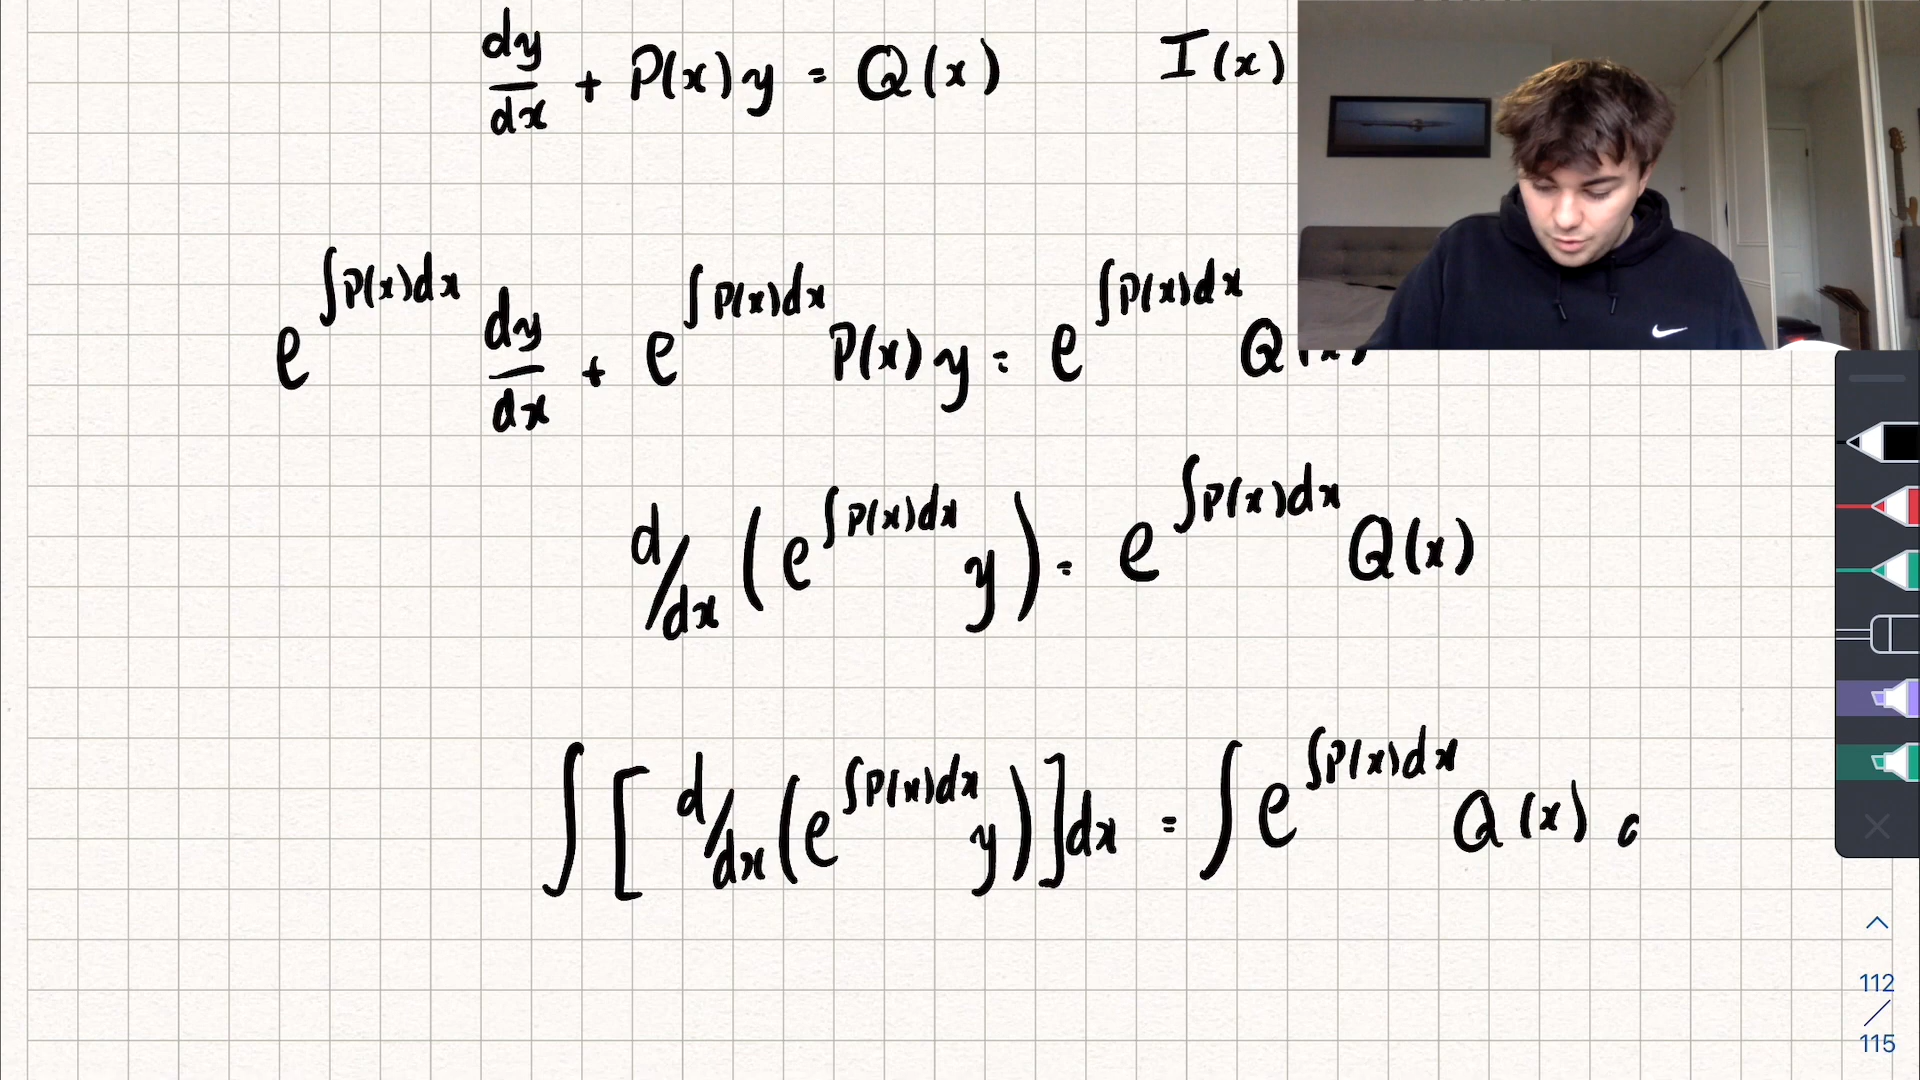 dy/dx + P(x)y = Q(x) I(x)
e^∫P(x)dx dy/dx + e^∫P(x)dx P(x)y = e^∫P(x)dx Q
d/dx (e^∫P(x)dx y) = e^∫P(x)dx Q(x)
∫[d/dx(e^∫P(x)dx y)]dx = ∫e^∫P(x)dx Q(x)
112
/
115